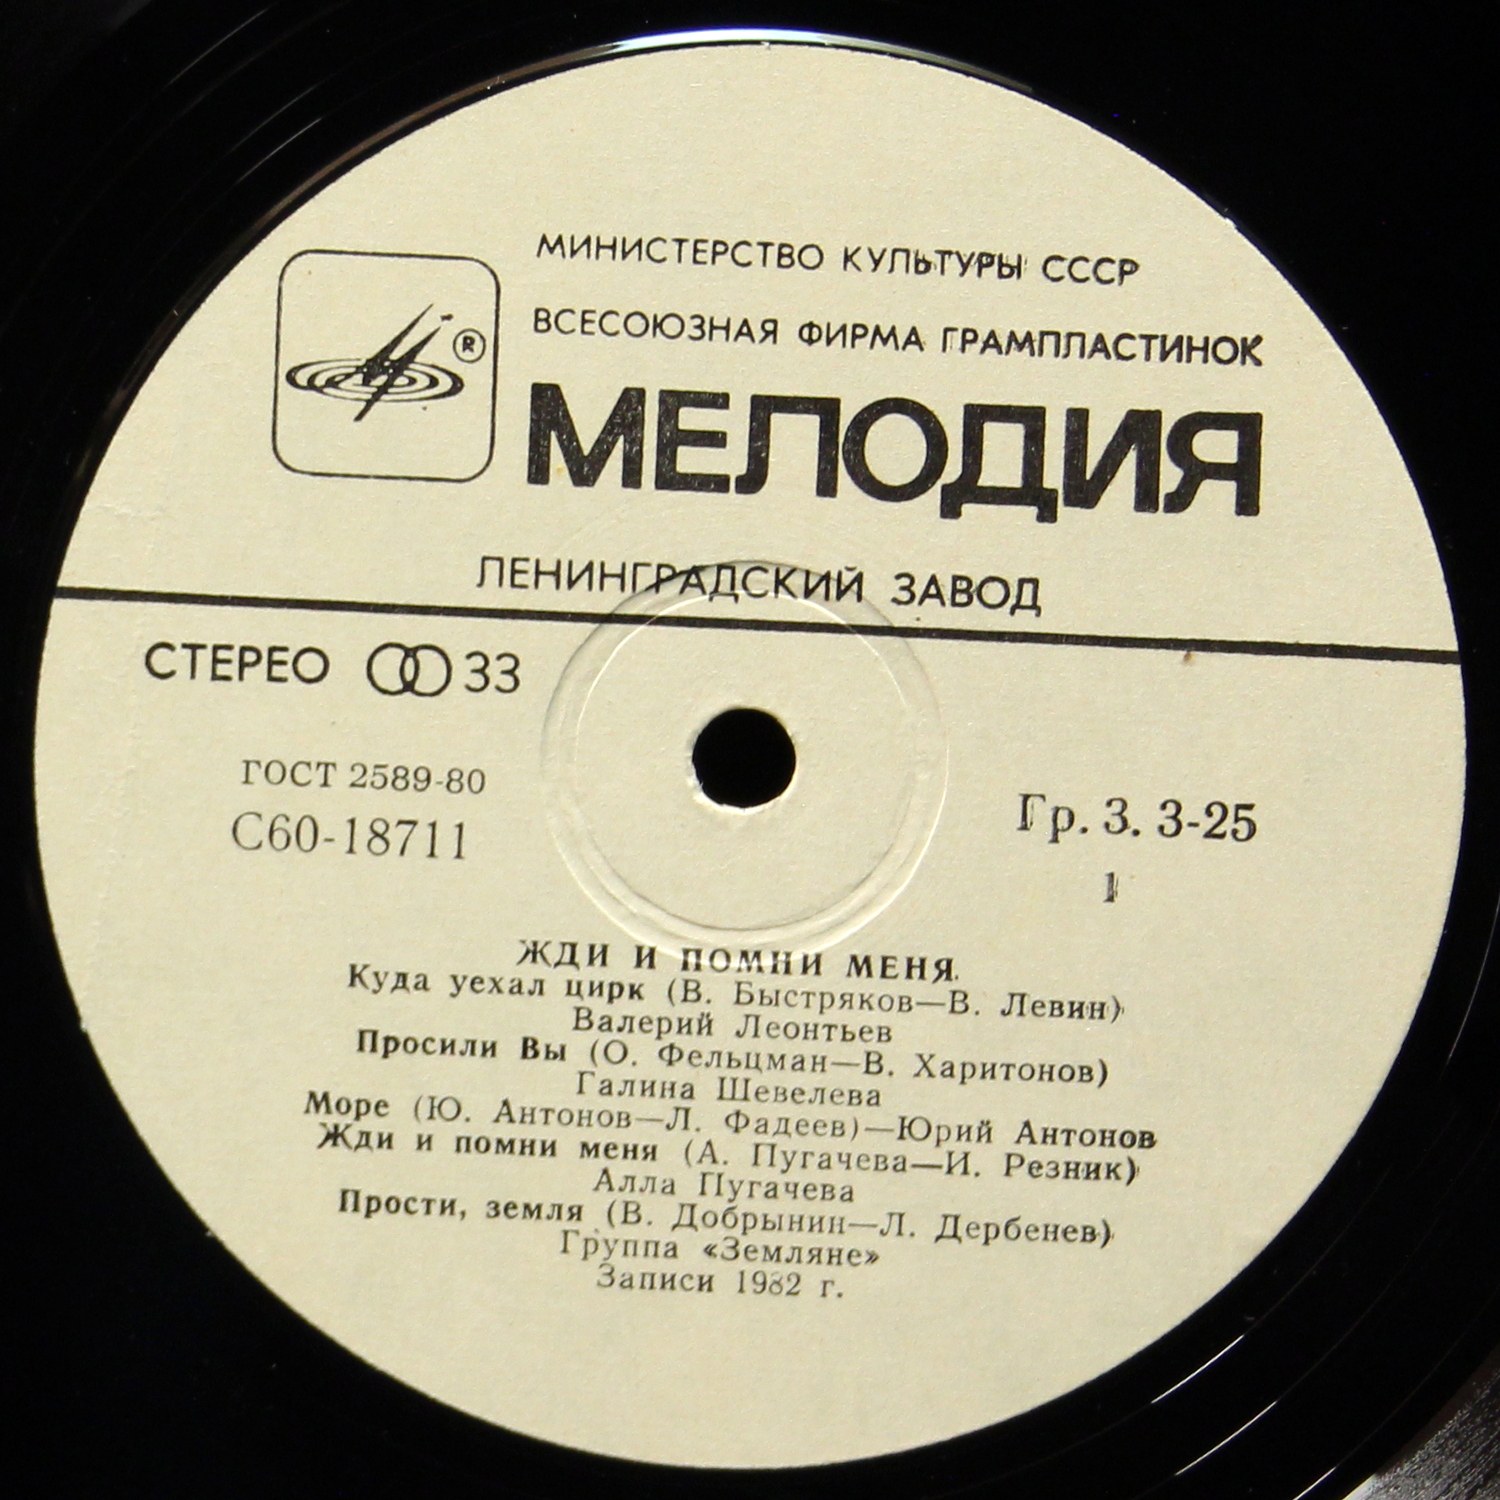 МИНИСТЕРСТВО КУЛЬТУРЫ СССР
ВСЕСОЮЗНАЯ ФИРМА ГРАМПЛАСТИНОК
®
МЕЛОДИЯ
ЛЕНИНГРАДСКИЙ ЗАВОД
СТЕРЕО 33
ГОСТ 2589-80
С60-18711
Гр. 3. 3-25
1
ЖДИ И ПОМНИ МЕНЯ.
Куда уехал цирк (В. Быстряков—В. Левин)
Валерий Леонтьев
Просили Вы (О. Фельцман—В. Харитонов)
Галина Шевелева
Море (Ю. Антонов—Л. Фадеев)—Юрий Антонов
Жди и помни меня (А. Пугачева—И. Резник)
Алла Пугачева
Прости, земля (В. Добрынин—Л. Дербенев)
Группа «Земляне»
Записи 1982 г.